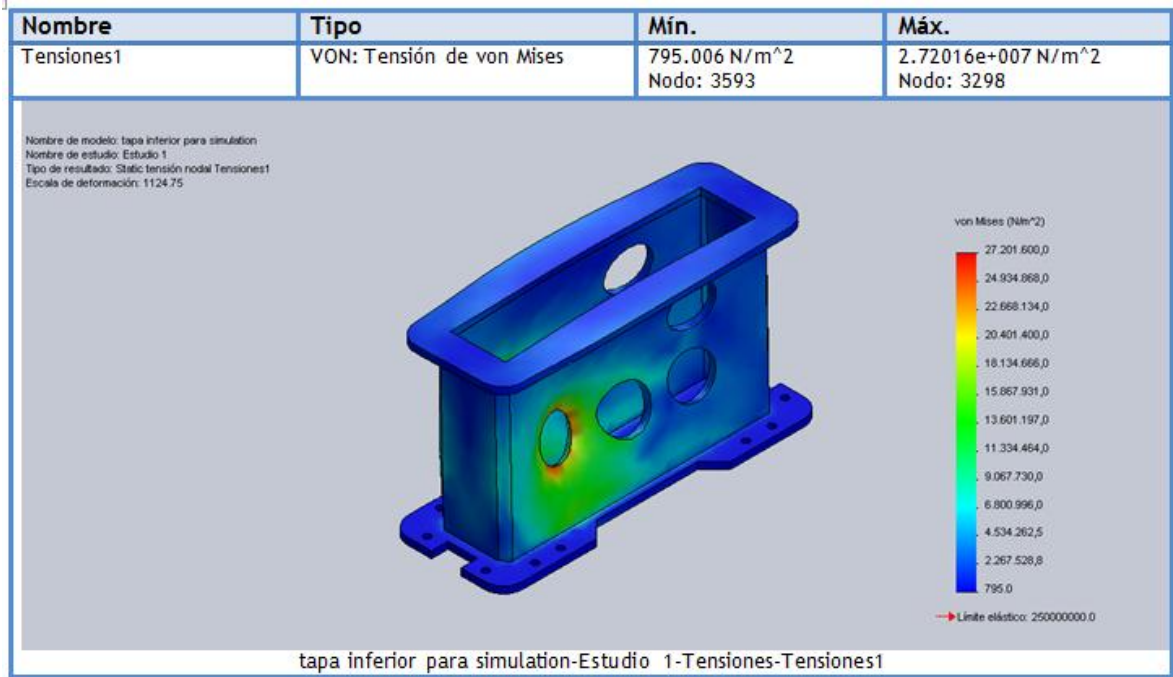 Nombre Tipo Mín. Máx.
Tensiones1 VON: Tensión de von Mises 795.006 N/m^2 2.72016e+007 N/m^2
Nodo: 3593 Nodo: 3298
Nombre de modelo: tapa inferior para simulation
Nombre de estudio: Estudio 1
Tipo de resultado: Static tensión nodal Tensiones1
Escala de deformación: 1124.75
von Mises (N/m^2)
27.201.600,0
24.934.868,0
22.668.134,0
20.401.400,0
18.134.666,0
15.867.931,0
13.601.197,0
11.334.464,0
9.067.730,0
6.800.996,0
4.534.262,5
2.267.528,8
795.0
Límite elástico: 250000000.0
tapa inferior para simulation-Estudio 1-Tensiones-Tensiones1